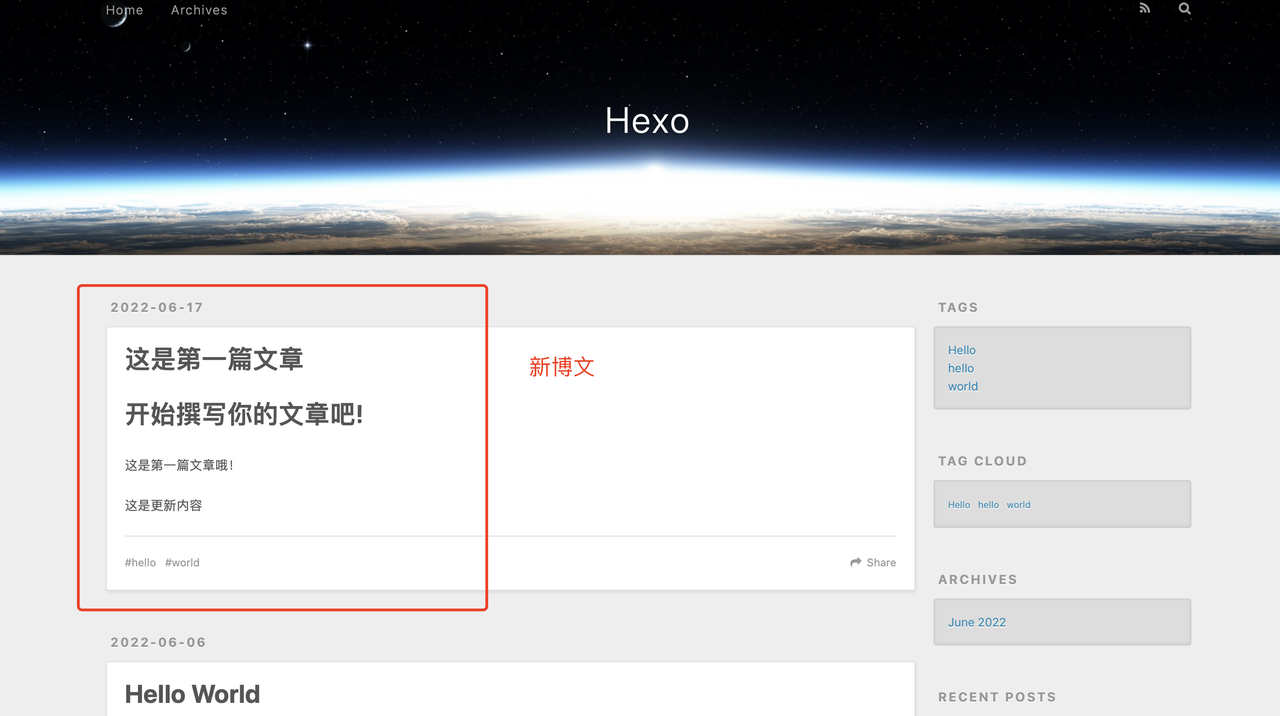 Home Archives
Hexo
2022-06-17
这是第一篇文章
新博文
开始撰写你的文章吧!
这是第一篇文章哦!
这是更新内容
#hello #world Share
2022-06-06
Hello World
TAGS
Hello
hello
world
TAG CLOUD
Hello hello world
ARCHIVES
June 2022
RECENT POSTS